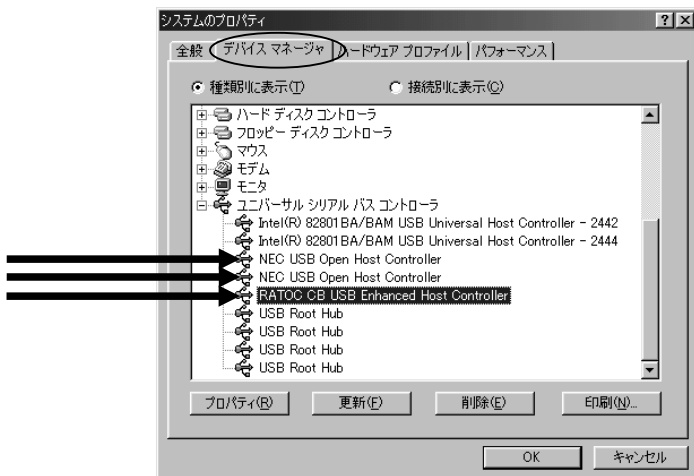 システムのプロパティ
全般 デバイス マネージャ ハードウェア プロファイル パフォーマンス
種類別に表示(T) 接続別に表示(C)
ハード ディスク コントローラ
フロッピー ディスク コントローラ
マウス
モデム
モニタ
ユニバーサル シリアル バス コントローラ
Intel(R) 82801BA/BAM USB Universal Host Controller - 2442
Intel(R) 82801BA/BAM USB Universal Host Controller - 2444
NEC USB Open Host Controller
NEC USB Open Host Controller
RATOC CB USB Enhanced Host Controller
USB Root Hub
USB Root Hub
USB Root Hub
USB Root Hub
プロパティ(R) 更新(F) 削除(E) 印刷(N)...
OK キャンセル